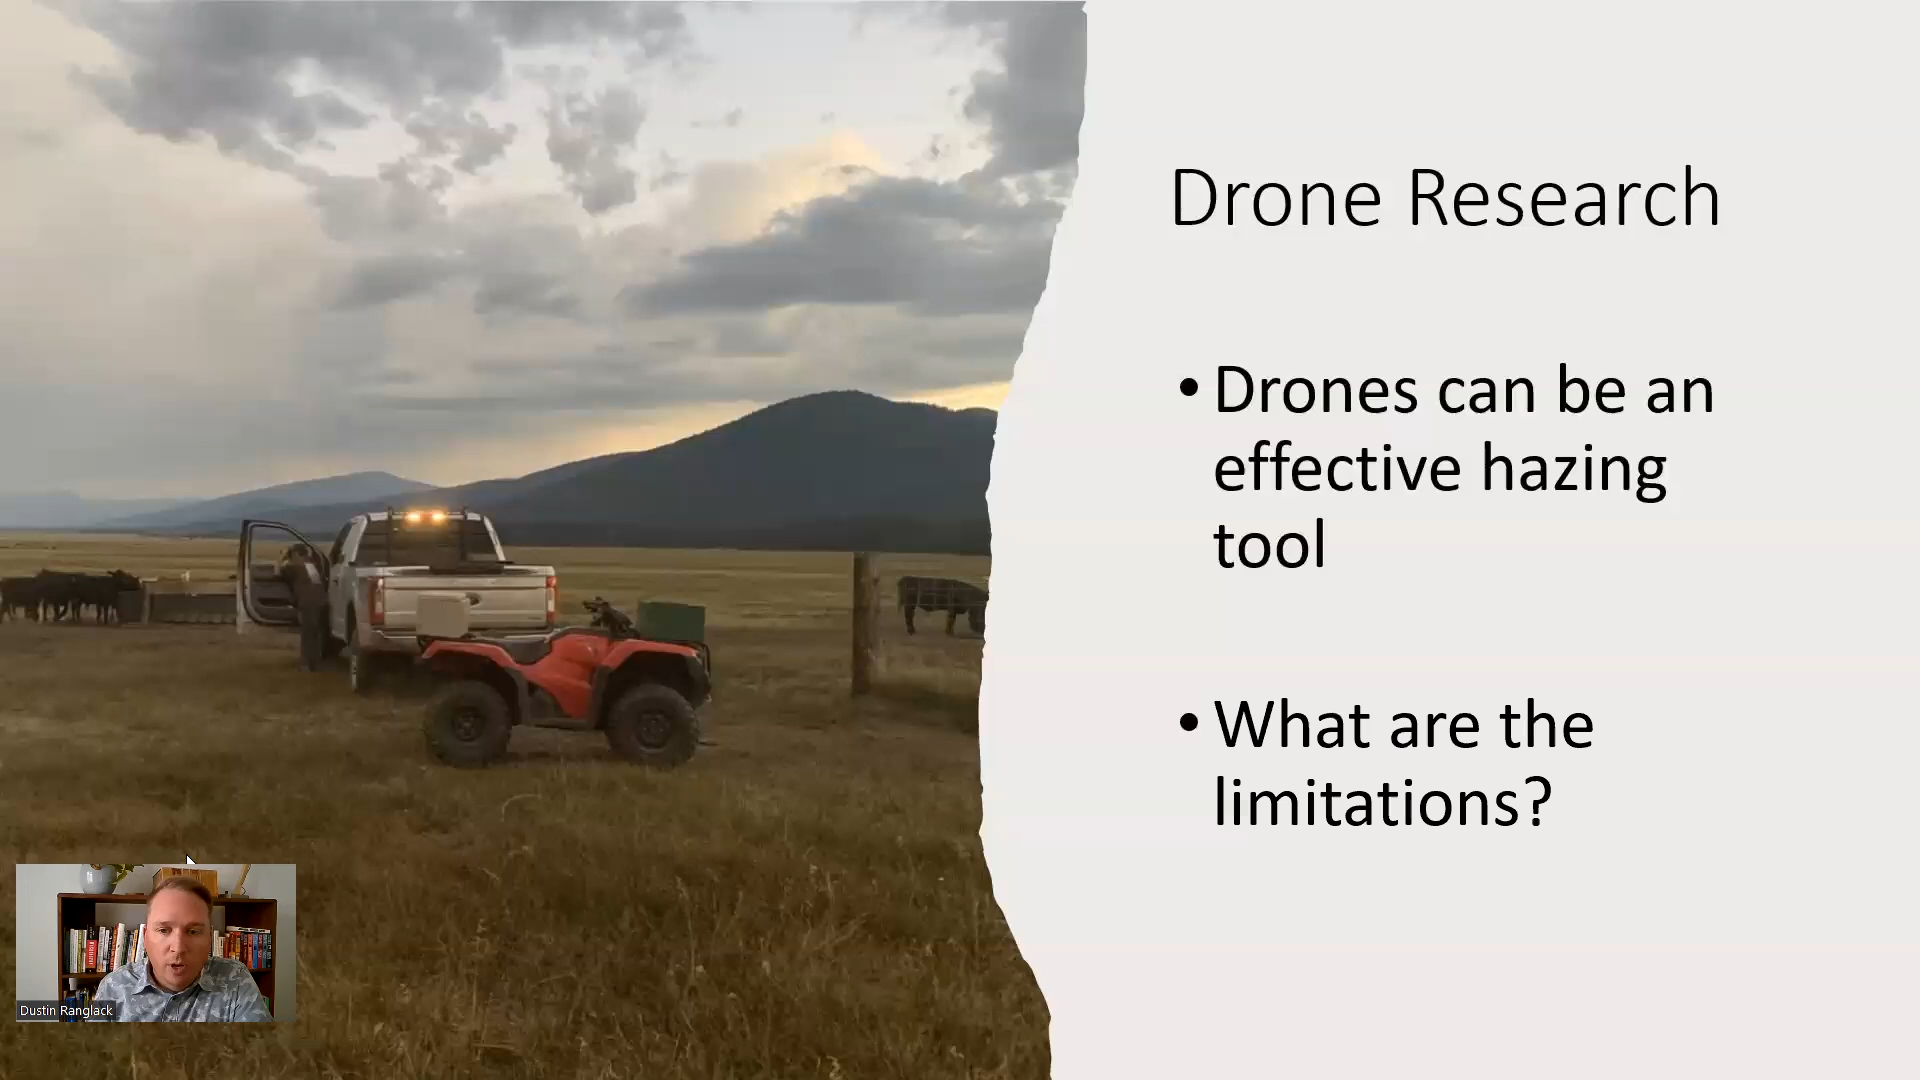 Drone Research
• Drones can be an
effective hazing
tool
• What are the
limitations?
Dustin Ranglack